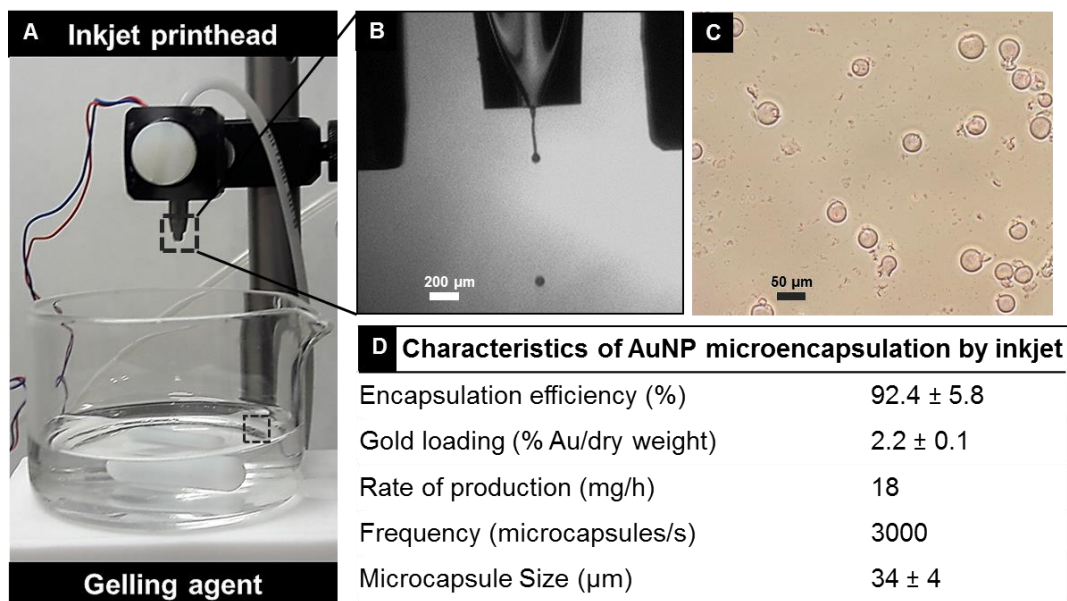 A
Inkjet printhead
B
200 µm
C
50 µm
D Characteristics of AuNP microencapsulation by inkjet
Encapsulation efficiency (%) 92.4 ± 5.8
Gold loading (% Au/dry weight) 2.2 ± 0.1
Rate of production (mg/h) 18
Frequency (microcapsules/s) 3000
Microcapsule Size (µm) 34 ± 4
Gelling agent